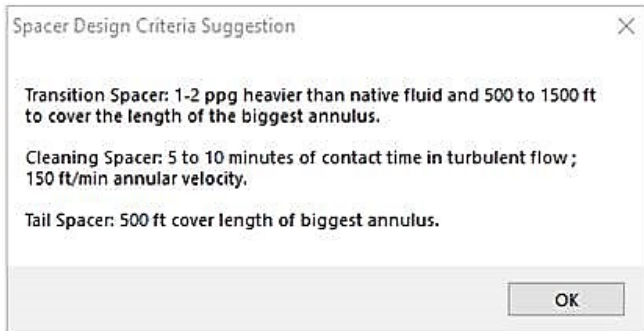 Spacer Design Criteria Suggestion
Transition Spacer: 1-2 ppg heavier than native fluid and 500 to 1500 ft
to cover the length of the biggest annulus.
Cleaning Spacer: 5 to 10 minutes of contact time in turbulent flow ;
150 ft/min annular velocity.
Tail Spacer: 500 ft cover length of biggest annulus.
OK